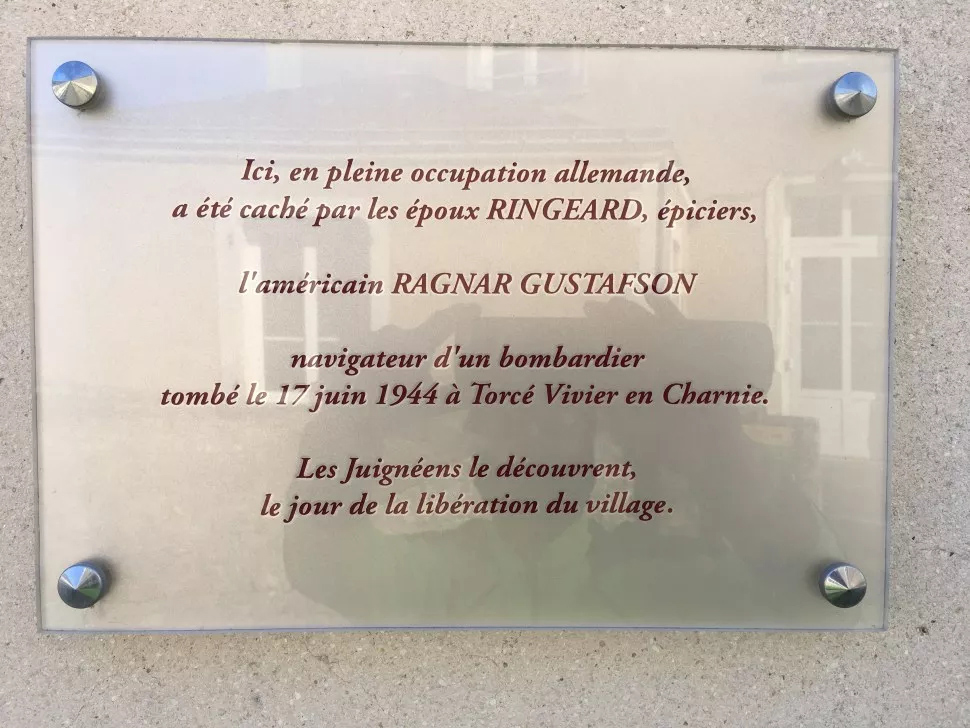 Ici, en pleine occupation allemande,
a été caché par les époux RINGEARD, épiciers,
l'américain RAGNAR GUSTAFSON
navigateur d'un bombardier
tombé le 17 juin 1944 à Torcé Vivier en Charnie.
Les Juignéens le découvrent,
le jour de la libération du village.